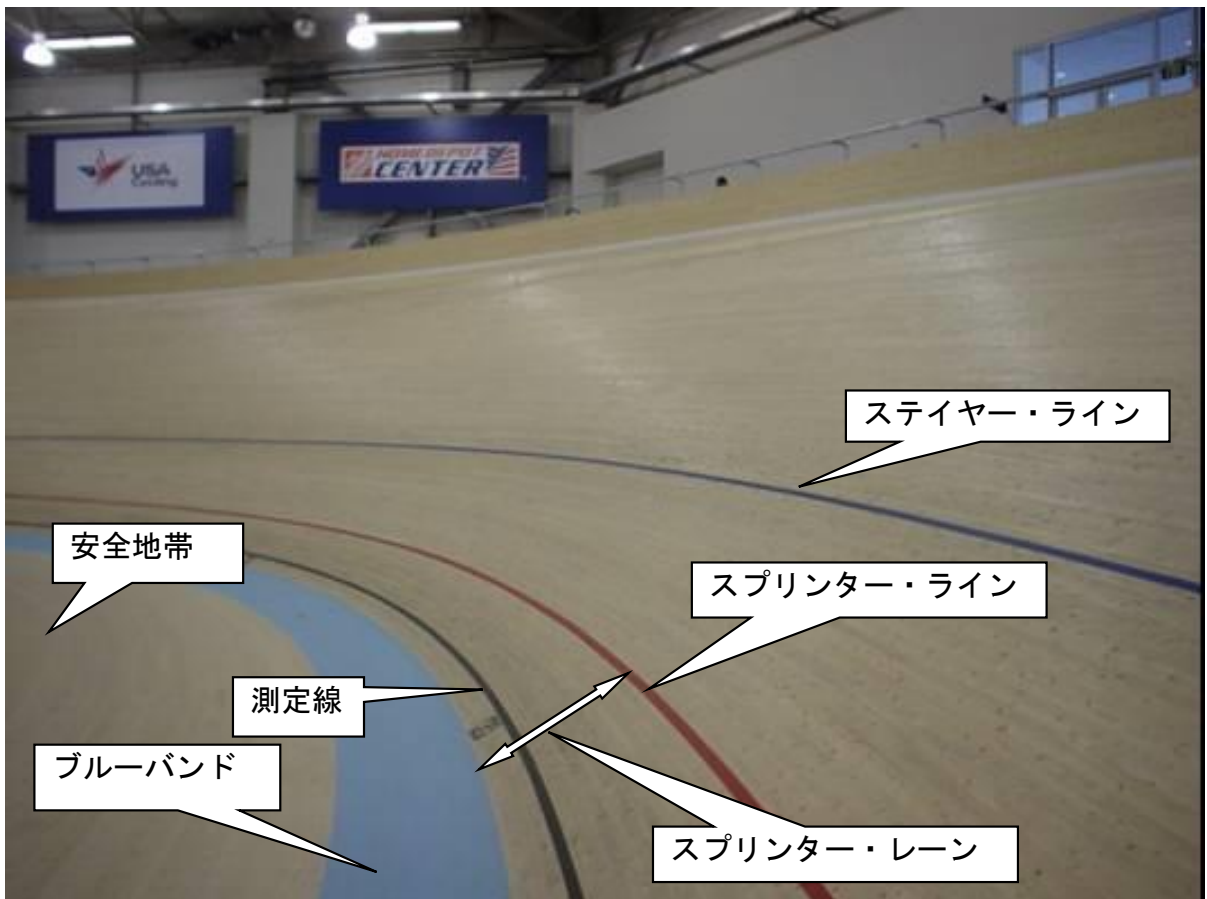 USA
Cycling
HOME DEPOT
CENTER
ステイヤー・ライン
安全地帯
スプリンター・ライン
測定線
ブルーバンド
スプリンター・レーン